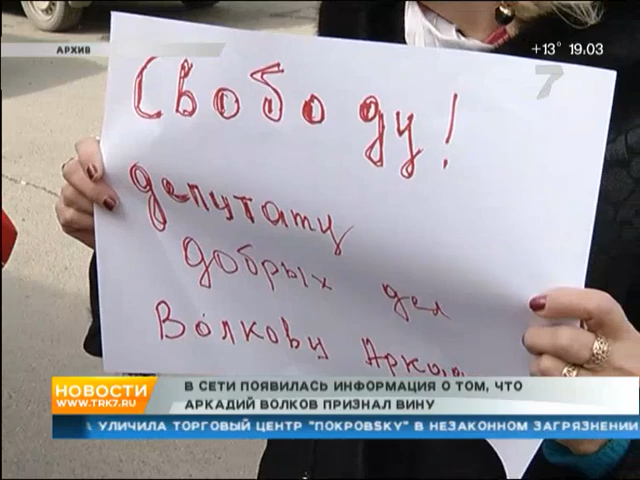 АРХИВ
+13° 19.03
7
Свободу!
депутату
добрых дел
Волкову
НОВОСТИ
WWW.TRK7.RU
В СЕТИ ПОЯВИЛАСЬ ИНФОРМАЦИЯ О ТОМ, ЧТО
АРКАДИЙ ВОЛКОВ ПРИЗНАЛ ВИНУ
УЛИЧИЛА ТОРГОВЫЙ ЦЕНТР "ПОКРОВSКУ" В НЕЗАКОННОМ ЗАГРЯЗНЕНИИ